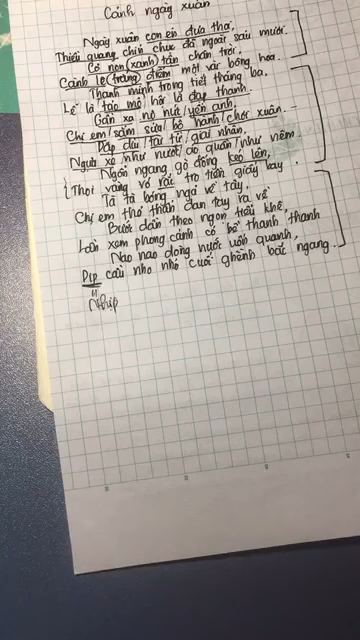 Cảnh ngày xuân
Ngày xuân con én đưa thoi,
Thiều quang chín chục đã ngoài sáu mươi.
Cỏ non (xanh) tận chân trời,
Cành lê (trắng) điểm một vài bông hoa.
Thanh minh trong tiết tháng ba,
Lễ là tảo mộ/ hội là đạp thanh.
Gần xa nô nức/ yến anh,
Chị em/ sắm sửa/ bộ hành/ chơi xuân.
Dập dìu/ tài tử/ giai nhân,
Ngựa xe/ như nước/ áo quần/ như nêm.
Ngổn ngang gò đống kéo lên,
Thoi vàng vó rắc tro tiền giấy bay.
Tà tà bóng ngả về tây,
Chị em thơ thẩn dan tay ra về
Bước dần theo ngọn tiểu khê,
Lần xem phong cảnh có bề thanh thanh
Nao nao dòng nước uốn quanh,
Dịp cầu nho nhỏ cuối ghềnh bắc ngang.
"
Nhịp